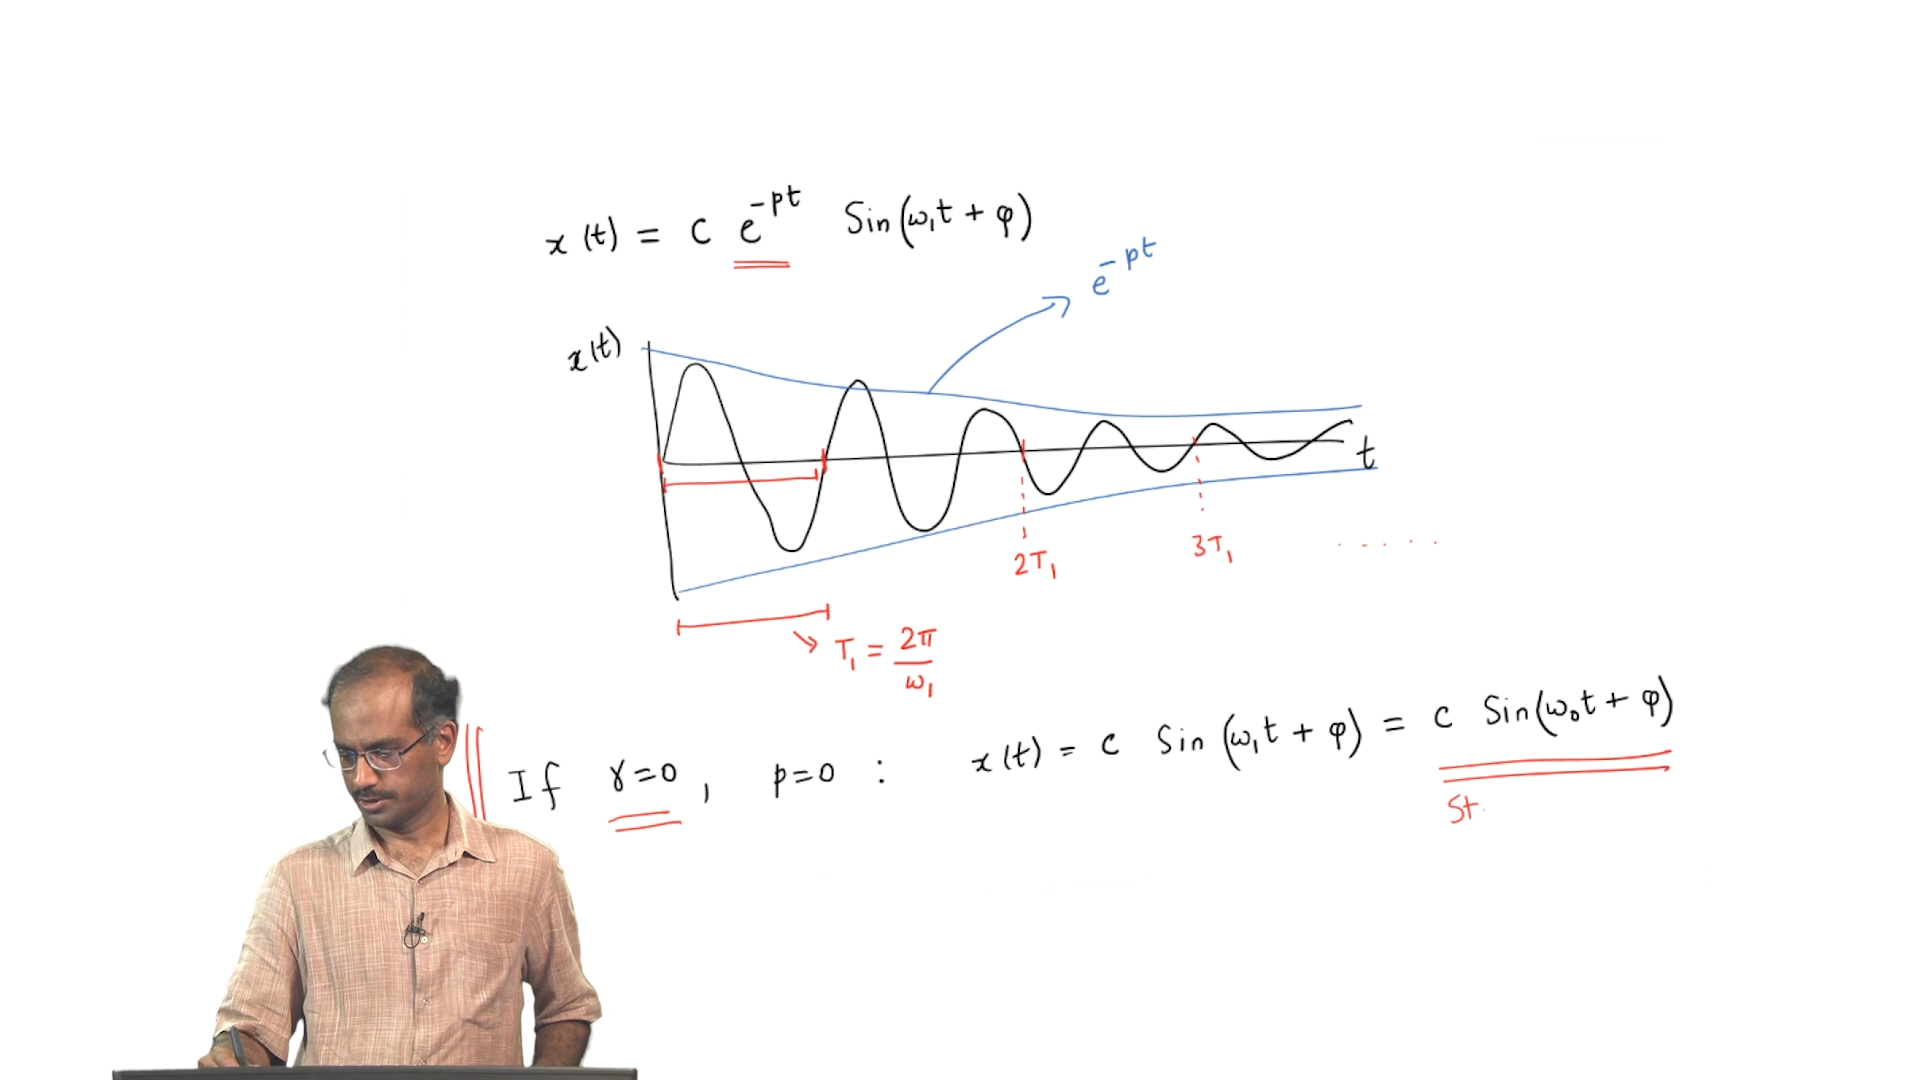 x(t) = c e^{-pt} Sin(ω₁t + φ)
e^{-pt}
x(t)
t
2T₁
3T₁ .....
T₁ = 2π/ω₁
If γ=0, p=0 : x(t) = c Sin(ω₁t + φ) = c Sin(ω₀t + φ)
St